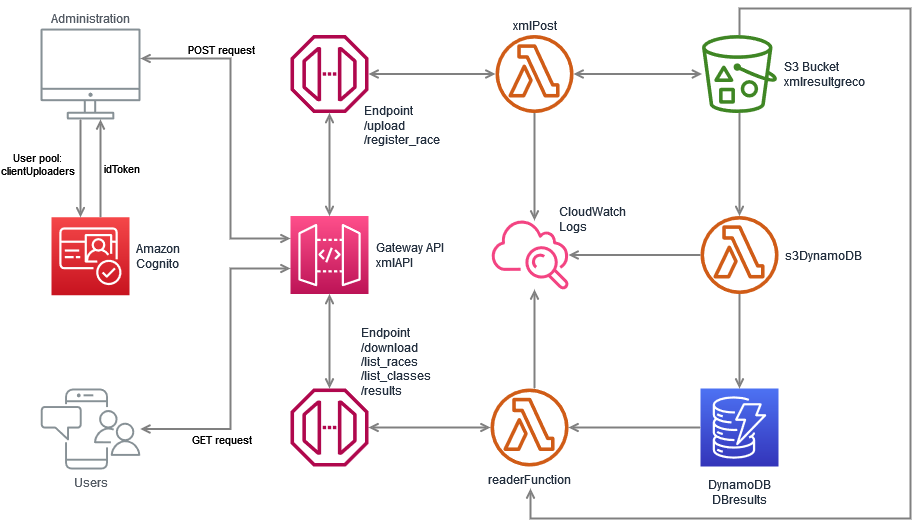 Administration
POST request
xmlPost
S3 Bucket
xmlresultgreco
Endpoint
/upload
/register_race
User pool:
clientUploaders
idToken
Amazon
Cognito
Gateway API
xmlAPI
CloudWatch
Logs
s3DynamoDB
Endpoint
/download
/list_races
/list_classes
/results
GET request
Users
readerFunction
DynamoDB
DBresults